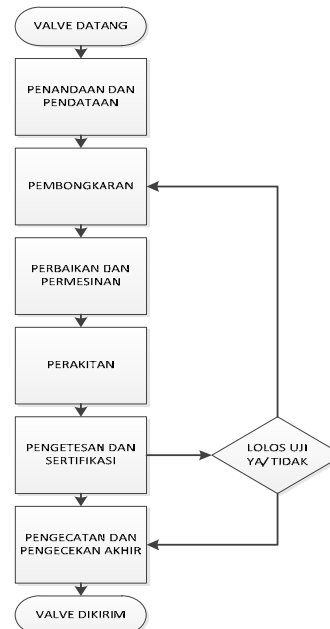 VALVE DATANG
PENANDAAN DAN
PENDATAAN
PEMBONGKARAN
PERBAIKAN DAN
PERMESINAN
PERAKITAN
PENGETESAN DAN
SERTIFIKASI
LOLOS UJI
YA/TIDAK
PENGECATAN DAN
PENGECEKAN AKHIR
VALVE DIKIRIM